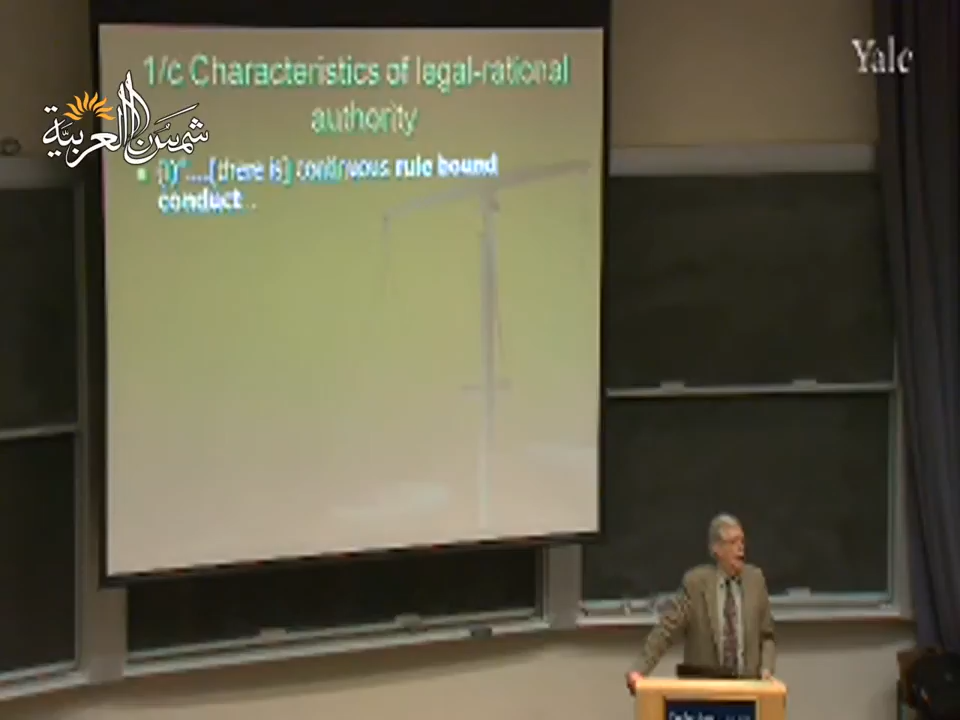 Yale
شمس العربية
1/c Characteristics of legal-rational
authority
(i)"....[there is] continuous rule bound
conduct..